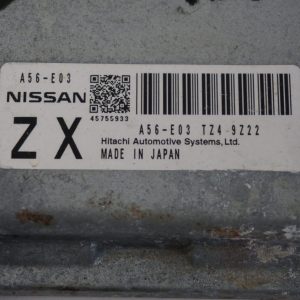 A56-E03
NISSAN
45755933
ZX
A56-E03 TZ4 9Z22
Hitachi Automotive Systems,Ltd.
MADE IN JAPAN